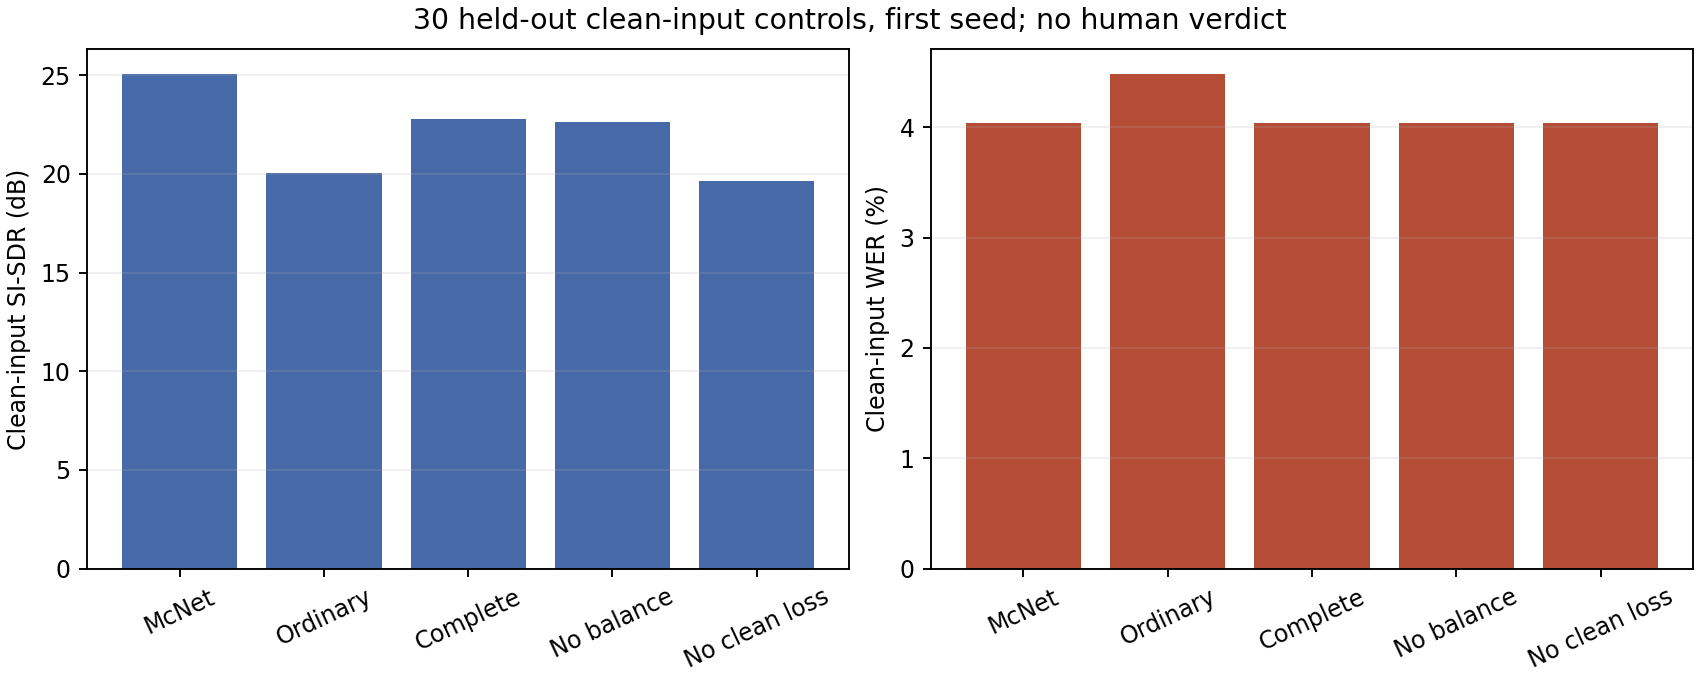 30 held-out clean-input controls, first seed; no human verdict
Clean-input SI-SDR (dB)
25
20
15
10
5
0
McNet
Ordinary
Complete
No balance
No clean loss
Clean-input WER (%)
4
3
2
1
0
McNet
Ordinary
Complete
No balance
No clean loss